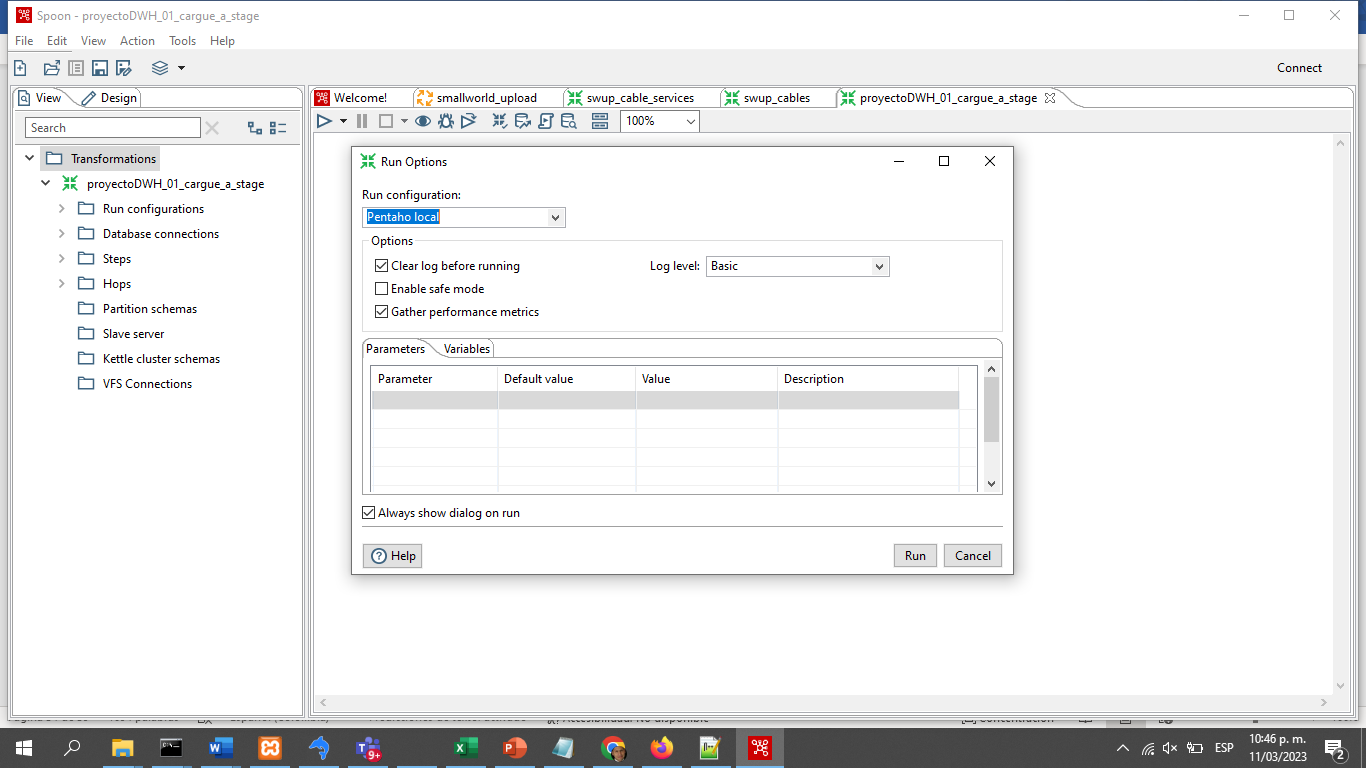 Spoon - proyectoDWH_01_cargue_a_stage
File Edit View Action Tools Help
Connect
View Design
Welcome! smallworld_upload swup_cable_services swup_cables proyectoDWH_01_cargue_a_stage
Search
100%
Transformations
proyectoDWH_01_cargue_a_stage
Run configurations
Database connections
Steps
Hops
Partition schemas
Slave server
Kettle cluster schemas
VFS Connections
Run Options
Run configuration:
Pentaho local
Options
Clear log before running
Log level: Basic
Enable safe mode
Gather performance metrics
Parameters Variables
Parameter Default value Value Description
Always show dialog on run
Help Run Cancel
9+
ESP
10:46 p. m.
11/03/2023
2